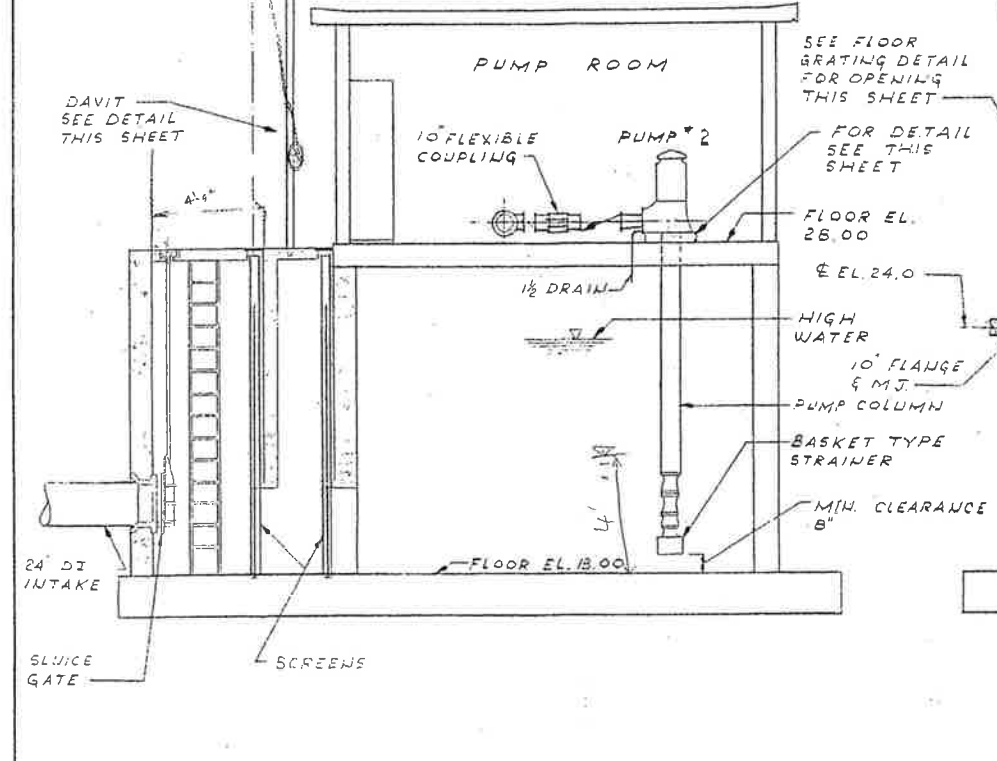 PUMP ROOM
SEE FLOOR
GRATING DETAIL
FOR OPENING
THIS SHEET
DAVIT
SEE DETAIL
THIS SHEET
10" FLEXIBLE
COUPLING
PUMP #2
FOR DETAIL
SEE THIS
SHEET
4'-9"
FLOOR EL.
28.00
1½ DRAIN
℄ EL. 24.0
HIGH
WATER
10" FLANGE
& M.J.
PUMP COLUMN
BASKET TYPE
STRAINER
4'
MIN. CLEARANCE
8"
FLOOR EL. 13.00
24" DI
INTAKE
SLUICE
GATE
SCREENS